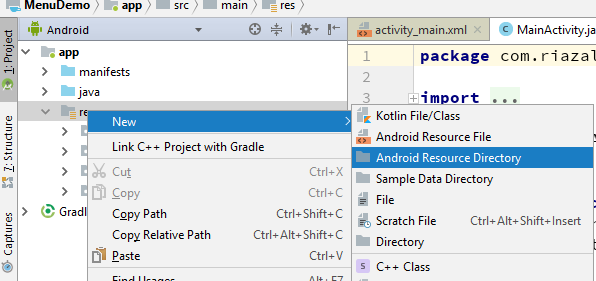 MenuDemo app src main res
Android
activity_main.xml MainActivity.ja
1: Project
app
manifests
java
1 package com.riazal
2
3 import ...
New
Kotlin File/Class
Android Resource File
Link C++ Project with Gradle
Android Resource Directory
Cut Ctrl+X
Sample Data Directory
Copy Ctrl+C
File
Copy Path Ctrl+Shift+C
Scratch File Ctrl+Alt+Shift+Insert
Copy Relative Path Ctrl+Alt+Shift+C
Directory
Paste Ctrl+V
C++ Class
Find Usages Alt+F7
7: Structure
Captures
Gradl